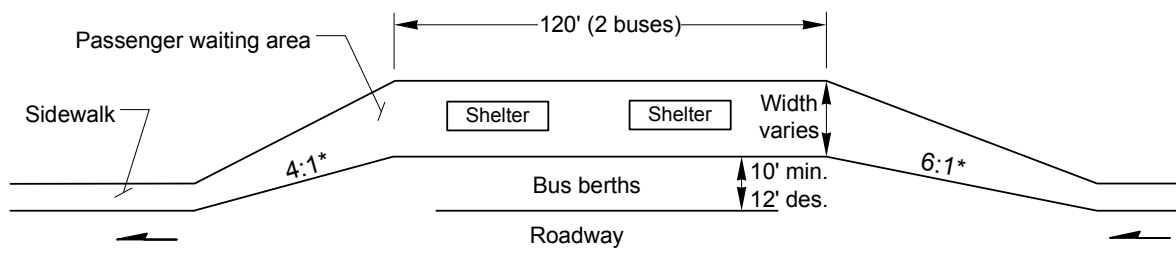 120' (2 buses)
Passenger waiting area
Sidewalk
Shelter
Shelter
Width
varies
4:1*
6:1*
Bus berths
10' min.
12' des.
Roadway